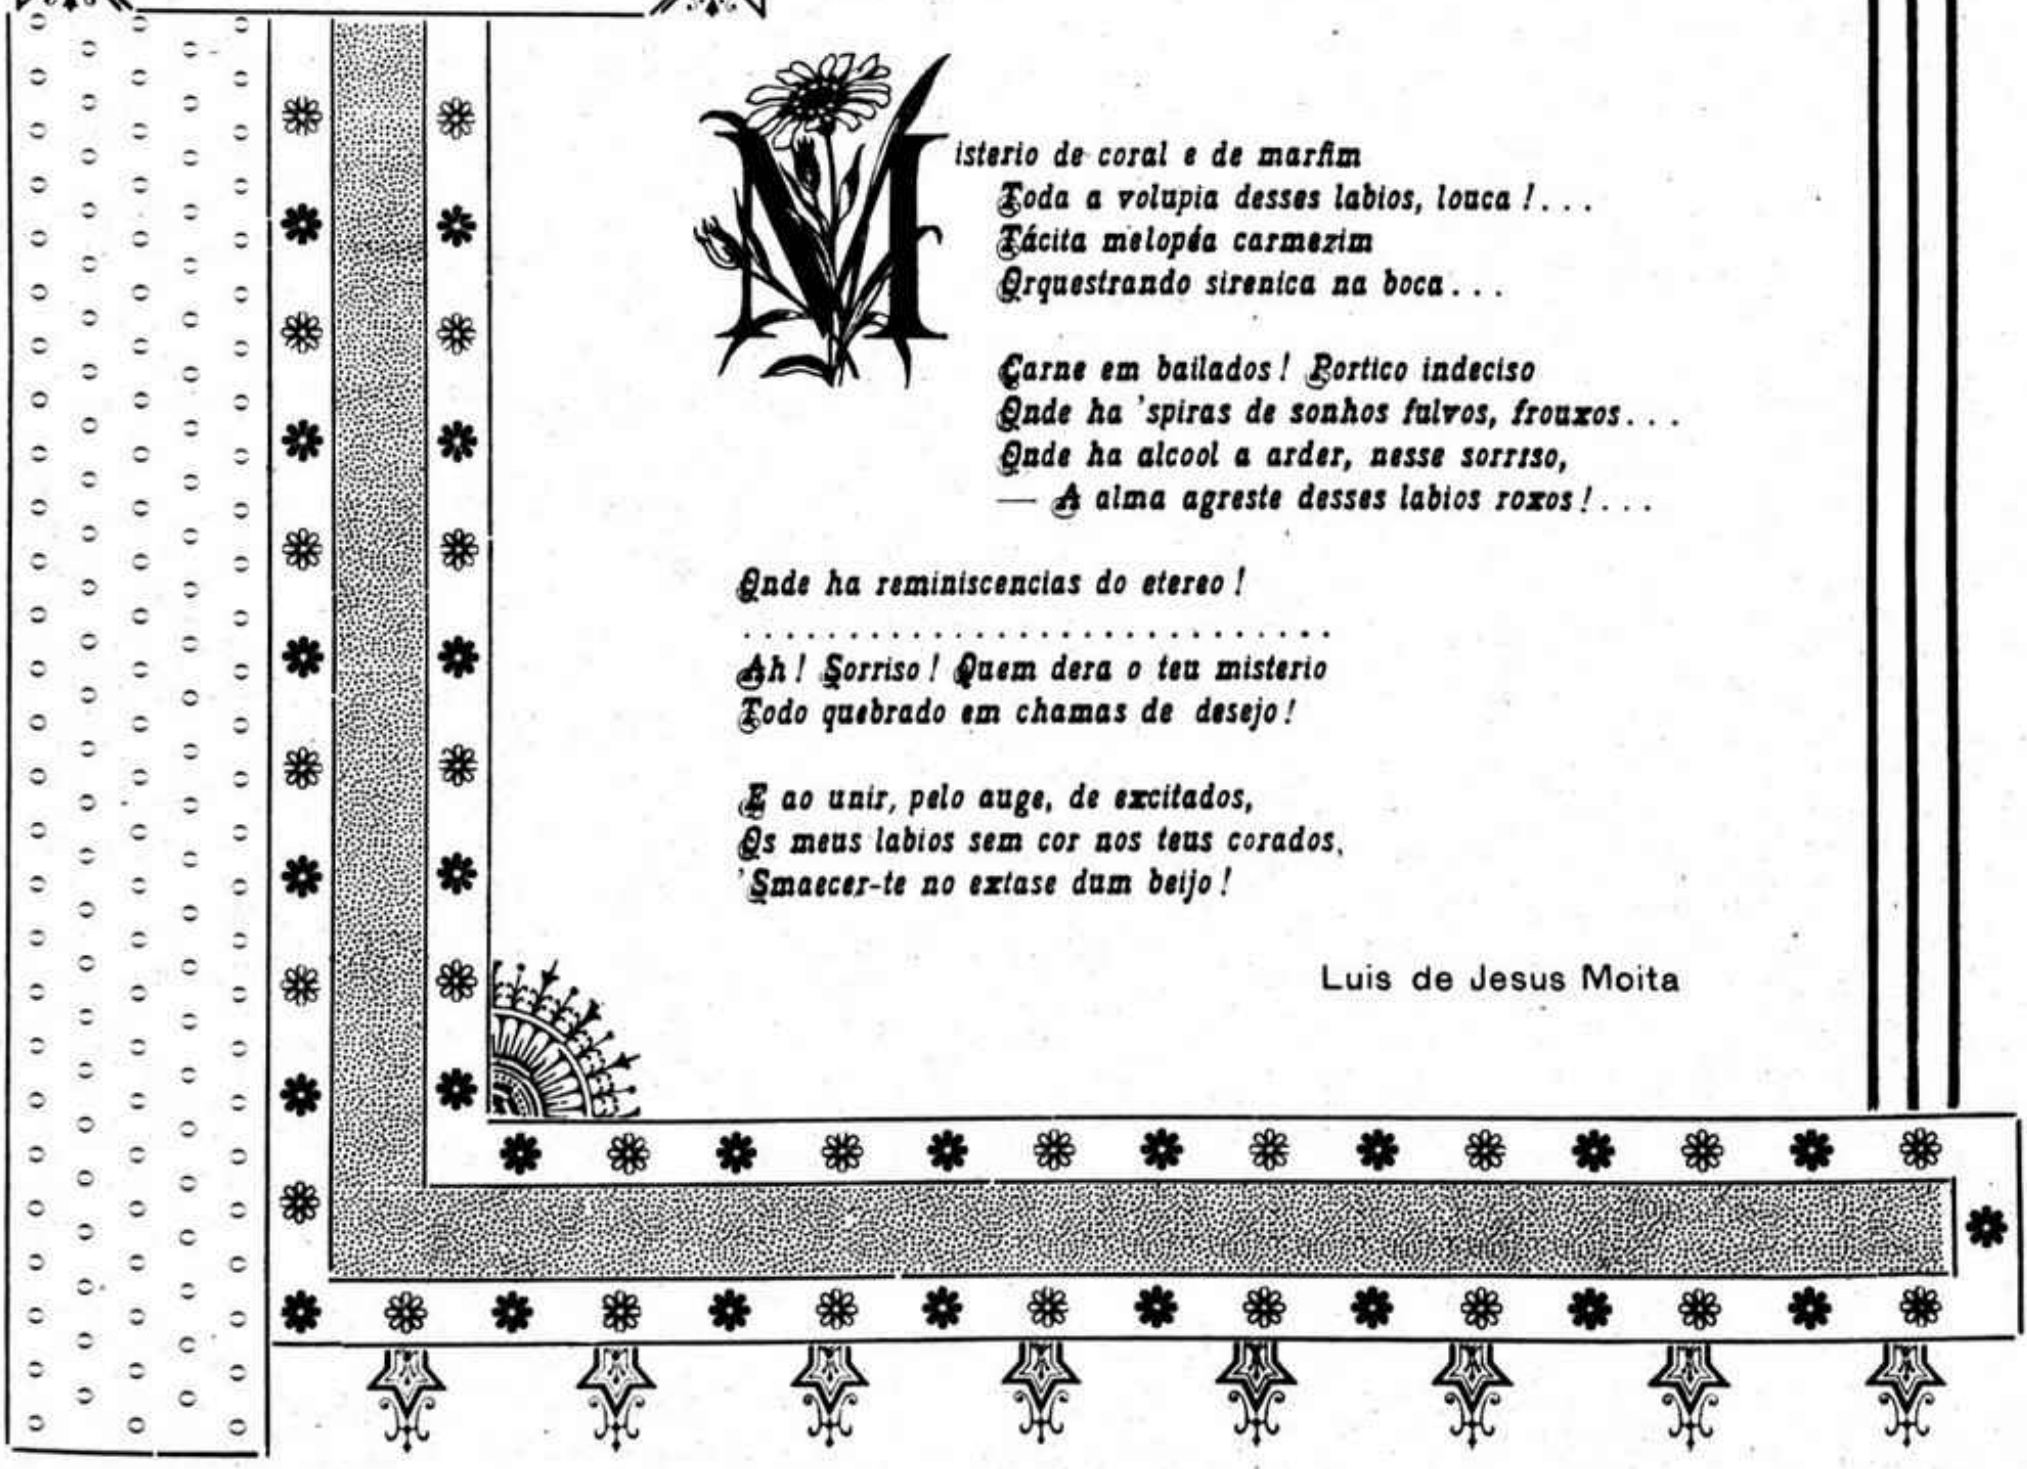 Misterio de coral e de marfim
Toda a volupia desses labios, louca!...
Tácita melopéa carmezim
Orquestrando sirenica na boca...
Carne em bailados! Portico indeciso
Onde ha 'spiras de sonhos fulvos, frouxos...
Onde ha alcool a arder, nesse sorriso,
— A alma agreste desses labios roxos!...
Onde ha reminiscencias do etereo!
............................
Ah! Sorriso! Quem dera o teu misterio
Todo quebrado em chamas de desejo!
E ao unir, pelo auge, de excitados,
Os meus labios sem cor nos teus corados,
'Smaecer-te no extase dum beijo!
Luis de Jesus Moita